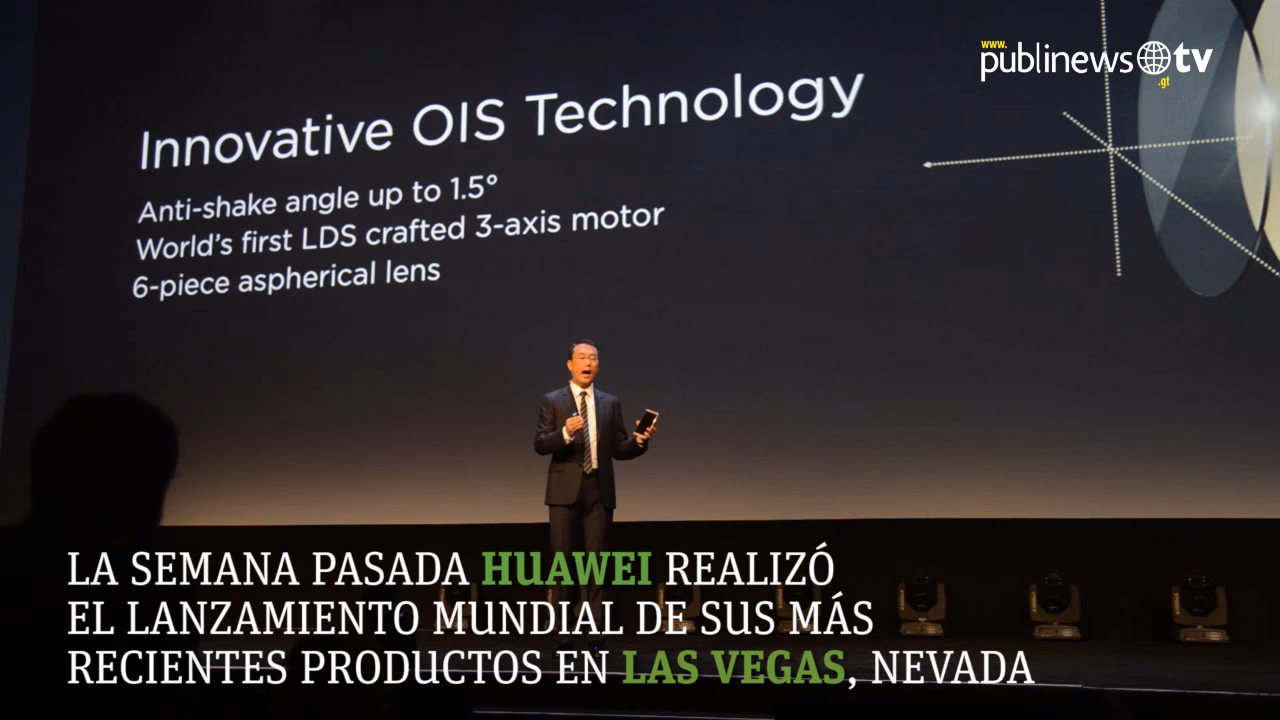 www.
publinews tv
.gt
Innovative OIS Technology
Anti-shake angle up to 1.5°
World's first LDS crafted 3-axis motor
6-piece aspherical lens
LA SEMANA PASADA HUAWEI REALIZÓ
EL LANZAMIENTO MUNDIAL DE SUS MÁS
RECIENTES PRODUCTOS EN LAS VEGAS, NEVADA